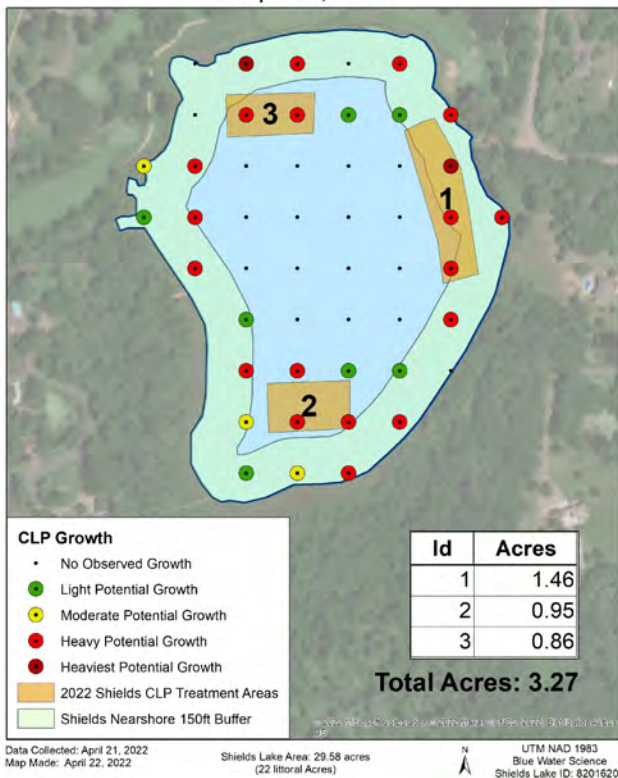 3
1
2
CLP Growth
No Observed Growth
Light Potential Growth
Moderate Potential Growth
Heavy Potential Growth
Heaviest Potential Growth
2022 Shields CLP Treatment Areas
Shields Nearshore 150ft Buffer
Id Acres
1 1.46
2 0.95
3 0.86
Total Acres: 3.27
Data Collected: April 21, 2022
Map Made: April 22, 2022
Shields Lake Area: 29.58 acres
(22 littoral Acres)
N
UTM NAD 1983
Blue Water Science
Shields Lake ID: 8201620